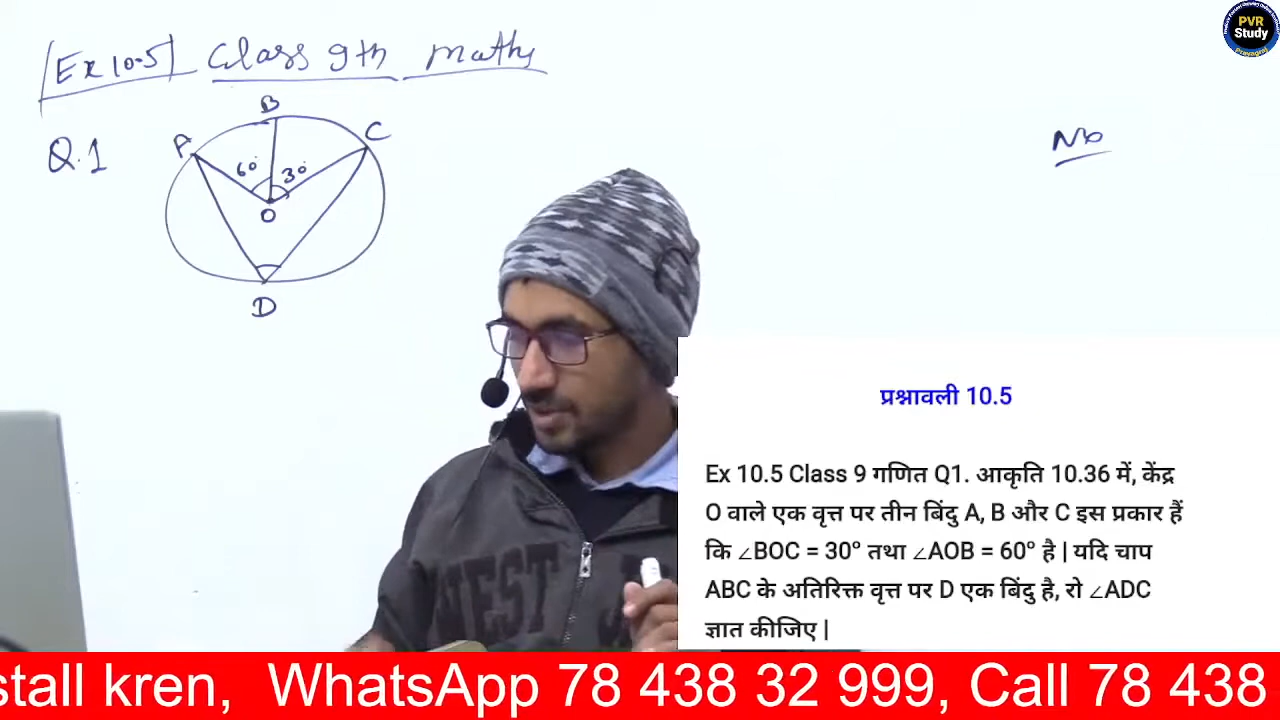 Ex 10.5 Class 9th Maths
Q.1
B
A
C
60°
30°
O
D
No
PVR
Study
Prayagraj
प्रश्नावली 10.5
Ex 10.5 Class 9 गणित Q1. आकृति 10.36 में, केंद्र
O वाले एक वृत्त पर तीन बिंदु A, B और C इस प्रकार हैं
कि ∠BOC = 30° तथा ∠AOB = 60° है | यदि चाप
ABC के अतिरिक्त वृत्त पर D एक बिंदु है, रो ∠ADC
ज्ञात कीजिए |
stall kren, WhatsApp 78 438 32 999, Call 78 438